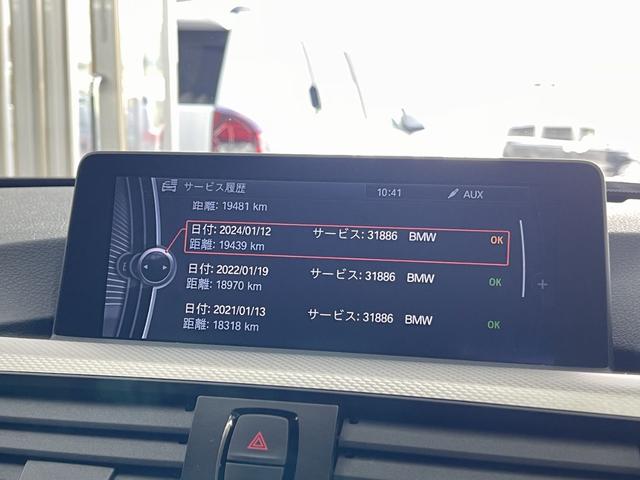 サービス履歴 10:41 AUX
距離: 19481 km
日付: 2024/01/12 サービス: 31886 BMW OK
距離: 19439 km
日付: 2022/01/19 サービス: 31886 BMW OK
距離: 18970 km
日付: 2021/01/13 サービス: 31886 BMW OK
距離: 18318 km